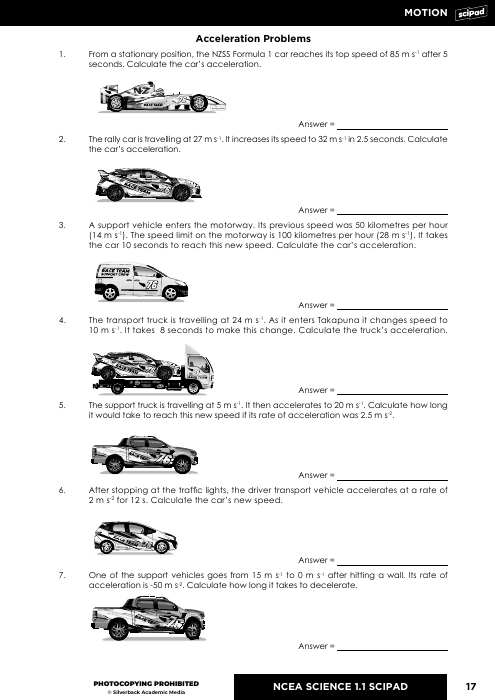 MOTION scipad
Acceleration Problems
1. From a stationary position, the NZSS Formula 1 car reaches its top speed of 85 m s⁻¹ after 5
seconds. Calculate the car's acceleration.
Answer =
2. The rally car is travelling at 27 m s⁻¹. It increases its speed to 32 m s⁻¹ in 2.5 seconds. Calculate
the car's acceleration.
Answer =
3. A support vehicle enters the motorway. Its previous speed was 50 kilometres per hour
(14 m s⁻¹). The speed limit on the motorway is 100 kilometres per hour (28 m s⁻¹). It takes
the car 10 seconds to reach this new speed. Calculate the car's acceleration.
RACE TEAM
SUPPORT CREW
76
Answer =
4. The transport truck is travelling at 24 m s⁻¹. As it enters Takapuna it changes speed to
10 m s⁻¹. It takes 8 seconds to make this change. Calculate the truck's acceleration.
Answer =
5. The support truck is travelling at 5 m s⁻¹. It then accelerates to 20 m s⁻¹. Calculate how long
it would take to reach this new speed if its rate of acceleration was 2.5 m s⁻².
Answer =
6. After stopping at the traffic lights, the driver transport vehicle accelerates at a rate of
2 m s⁻² for 12 s. Calculate the car's new speed.
Answer =
7. One of the support vehicles goes from 15 m s⁻¹ to 0 m s⁻¹ after hitting a wall. Its rate of
acceleration is -50 m s⁻². Calculate how long it takes to decelerate.
Answer =
PHOTOCOPYING PROHIBITED
© Silverback Academic Media
NCEA SCIENCE 1.1 SCIPAD
17